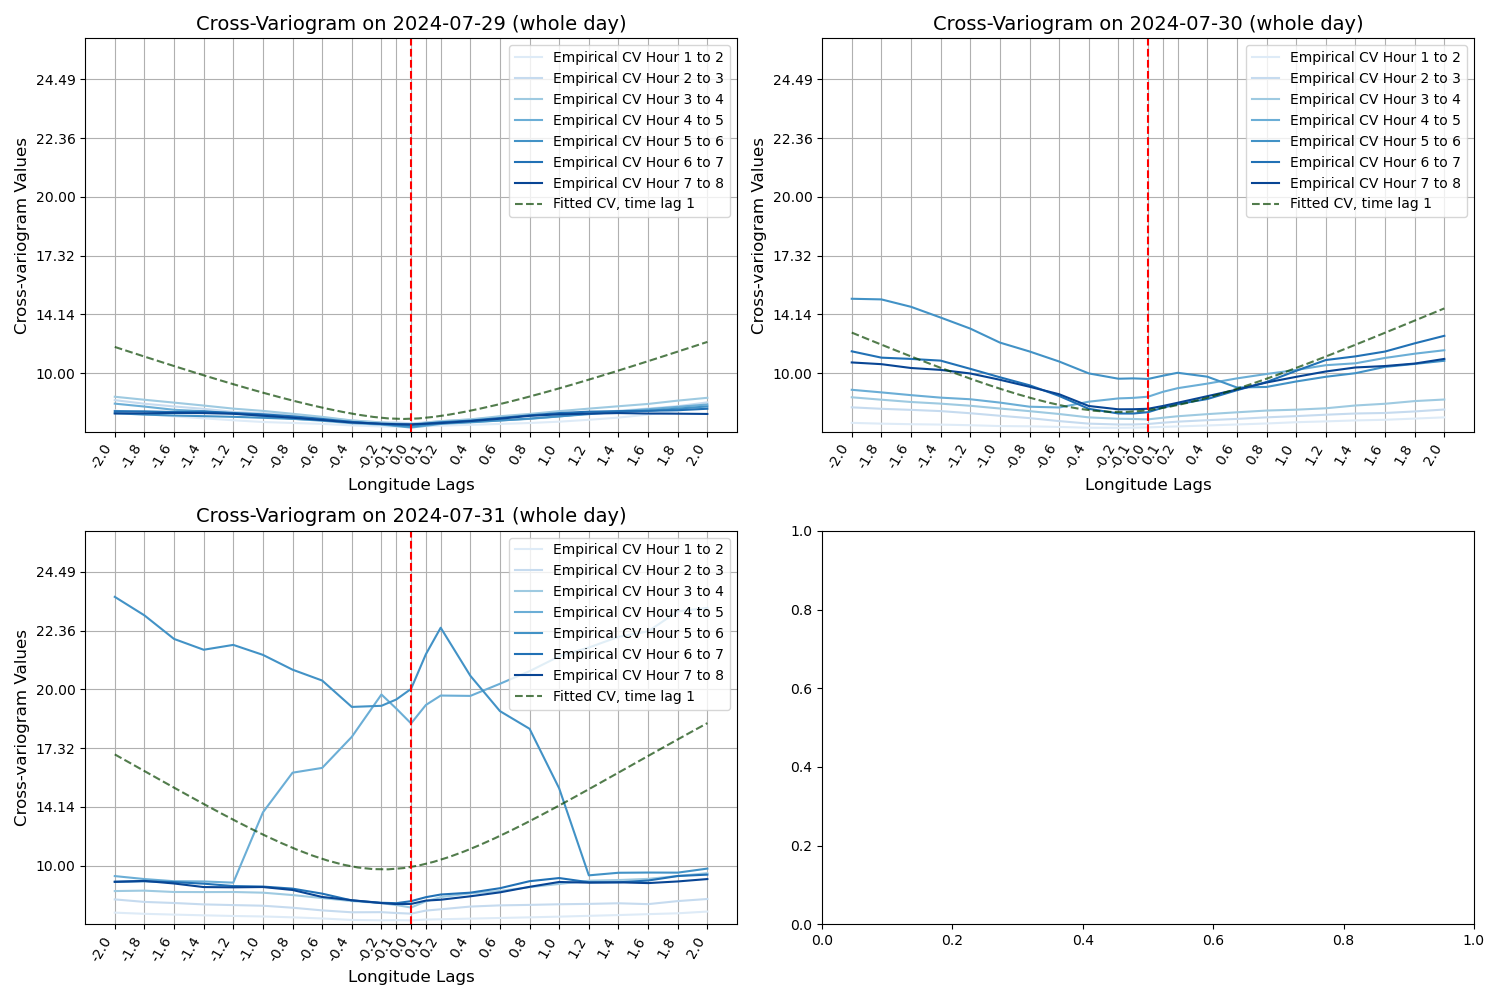 Cross-Variogram on 2024-07-29 (whole day)
Cross-variogram Values
24.49
22.36
20.00
17.32
14.14
10.00
Empirical CV Hour 1 to 2
Empirical CV Hour 2 to 3
Empirical CV Hour 3 to 4
Empirical CV Hour 4 to 5
Empirical CV Hour 5 to 6
Empirical CV Hour 6 to 7
Empirical CV Hour 7 to 8
Fitted CV, time lag 1
-2.0 -1.8 -1.6 -1.4 -1.2 -1.0 -0.8 -0.6 -0.4 -0.2 -0.1 0.0 0.1 0.2 0.4 0.6 0.8 1.0 1.2 1.4 1.6 1.8 2.0
Longitude Lags
Cross-Variogram on 2024-07-30 (whole day)
Cross-variogram Values
24.49
22.36
20.00
17.32
14.14
10.00
Empirical CV Hour 1 to 2
Empirical CV Hour 2 to 3
Empirical CV Hour 3 to 4
Empirical CV Hour 4 to 5
Empirical CV Hour 5 to 6
Empirical CV Hour 6 to 7
Empirical CV Hour 7 to 8
Fitted CV, time lag 1
-2.0 -1.8 -1.6 -1.4 -1.2 -1.0 -0.8 -0.6 -0.4 -0.2 -0.1 0.0 0.1 0.2 0.4 0.6 0.8 1.0 1.2 1.4 1.6 1.8 2.0
Longitude Lags
Cross-Variogram on 2024-07-31 (whole day)
Cross-variogram Values
24.49
22.36
20.00
17.32
14.14
10.00
Empirical CV Hour 1 to 2
Empirical CV Hour 2 to 3
Empirical CV Hour 3 to 4
Empirical CV Hour 4 to 5
Empirical CV Hour 5 to 6
Empirical CV Hour 6 to 7
Empirical CV Hour 7 to 8
Fitted CV, time lag 1
-2.0 -1.8 -1.6 -1.4 -1.2 -1.0 -0.8 -0.6 -0.4 -0.2 -0.1 0.0 0.1 0.2 0.4 0.6 0.8 1.0 1.2 1.4 1.6 1.8 2.0
Longitude Lags
1.0
0.8
0.6
0.4
0.2
0.0
0.0 0.2 0.4 0.6 0.8 1.0